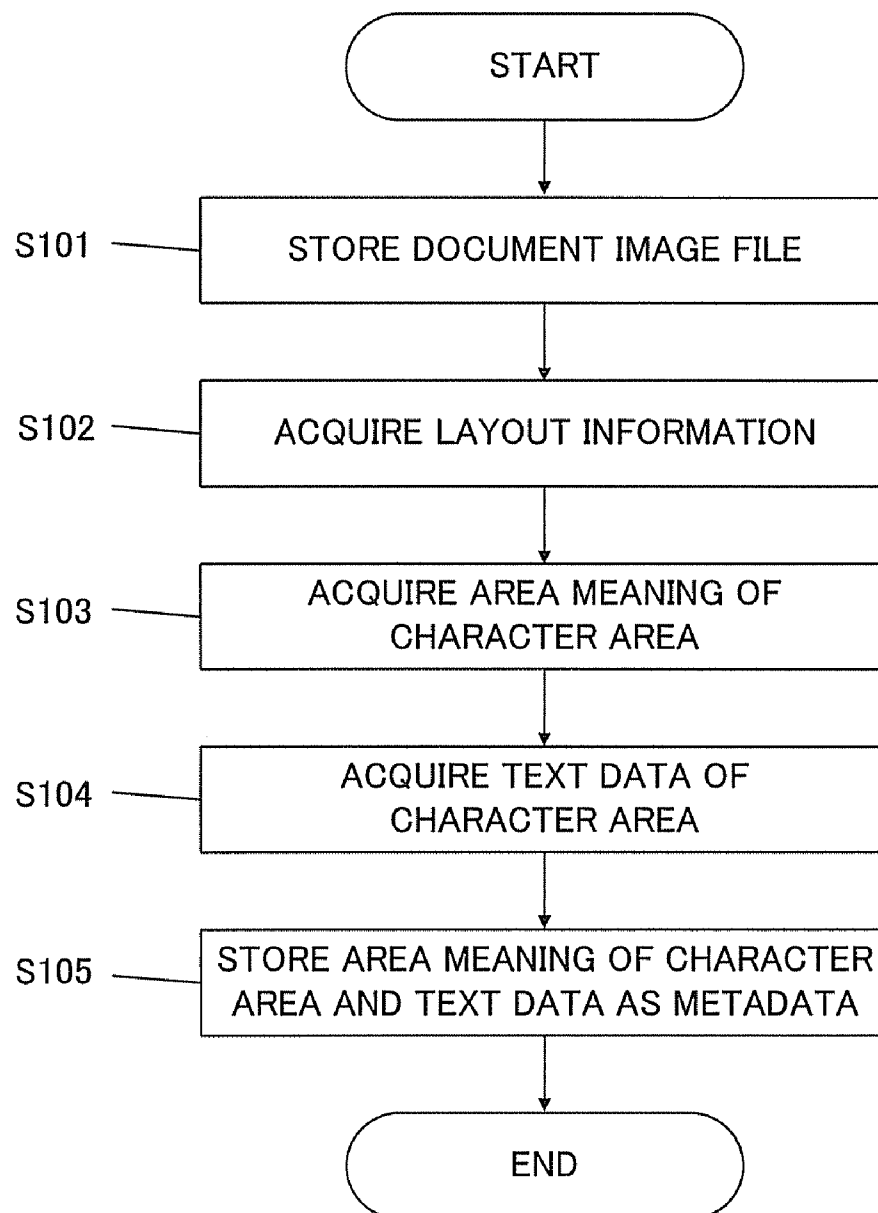 START
S101
STORE DOCUMENT IMAGE FILE
S102
ACQUIRE LAYOUT INFORMATION
S103
ACQUIRE AREA MEANING OF
CHARACTER AREA
S104
ACQUIRE TEXT DATA OF
CHARACTER AREA
S105
STORE AREA MEANING OF CHARACTER
AREA AND TEXT DATA AS METADATA
END